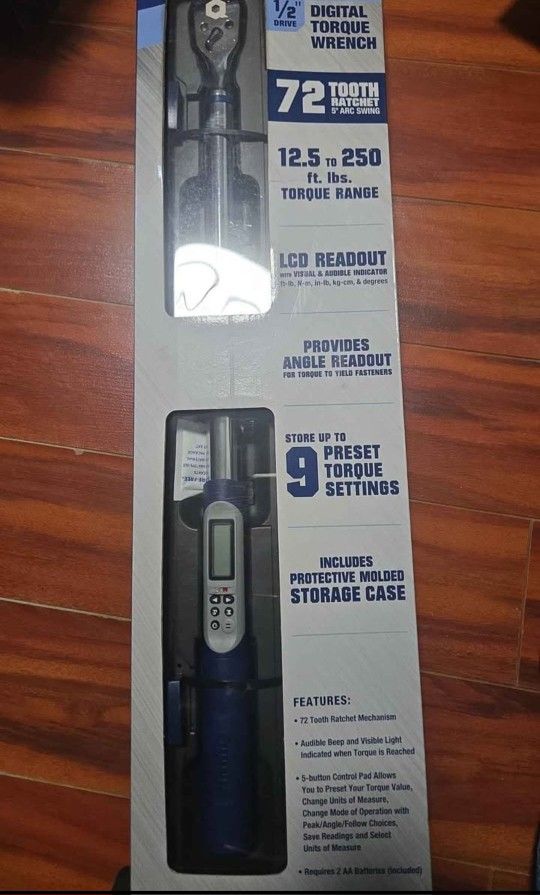 1/2"
DRIVE
DIGITAL
TORQUE
WRENCH
72 TOOTH
RATCHET
5° ARC SWING
12.5 TO 250
ft. lbs.
TORQUE RANGE
LCD READOUT
WITH VISUAL & AUDIBLE INDICATOR
ft-lb, N-m, in-lb, kg-cm, & degrees
PROVIDES
ANGLE READOUT
FOR TORQUE TO YIELD FASTENERS
STORE UP TO
9 PRESET
TORQUE
SETTINGS
INCLUDES
PROTECTIVE MOLDED
STORAGE CASE
FEATURES:
• 72 Tooth Ratchet Mechanism
• Audible Beep and Visible Light
Indicated when Torque is Reached
• 5-button Control Pad Allows
You to Preset Your Torque Value,
Change Units of Measure,
Change Mode of Operation with
Peak/Angle/Follow Choices,
Save Readings and Select
Units of Measure
• Requires 2 AA Batteries (included)